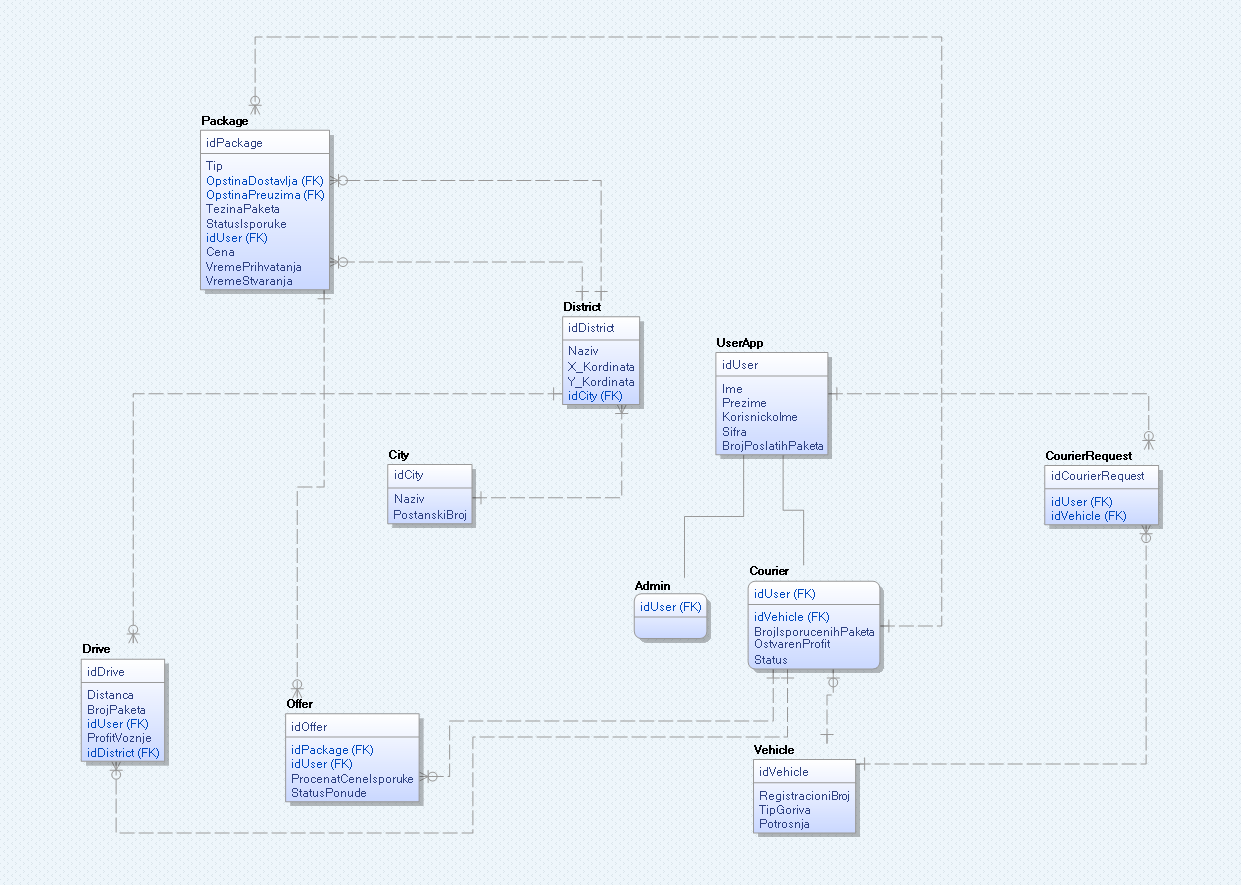 Package
idPackage
Tip
OpstinaDostavlja (FK)
OpstinaPreuzima (FK)
TezinaPaketa
StatusIsporuke
idUser (FK)
Cena
VremePrihvatanja
VremeStvaranja
District
idDistrict
Naziv
X_Kordinata
Y_Kordinata
idCity (FK)
UserApp
idUser
Ime
Prezime
KorisnickoIme
Sifra
BrojPoslatihPaketa
City
idCity
Naziv
PostanskiBroj
CourierRequest
idCourierRequest
idUser (FK)
idVehicle (FK)
Admin
idUser (FK)
Courier
idUser (FK)
idVehicle (FK)
BrojIsporucenihPaketa
OstvarenProfit
Status
Drive
idDrive
Distanca
BrojPaketa
idUser (FK)
ProfitVoznje
idDistrict (FK)
Offer
idOffer
idPackage (FK)
idUser (FK)
ProcenatCeneIsporuke
StatusPonude
Vehicle
idVehicle
RegistracioniBroj
TipGoriva
Potrosnja